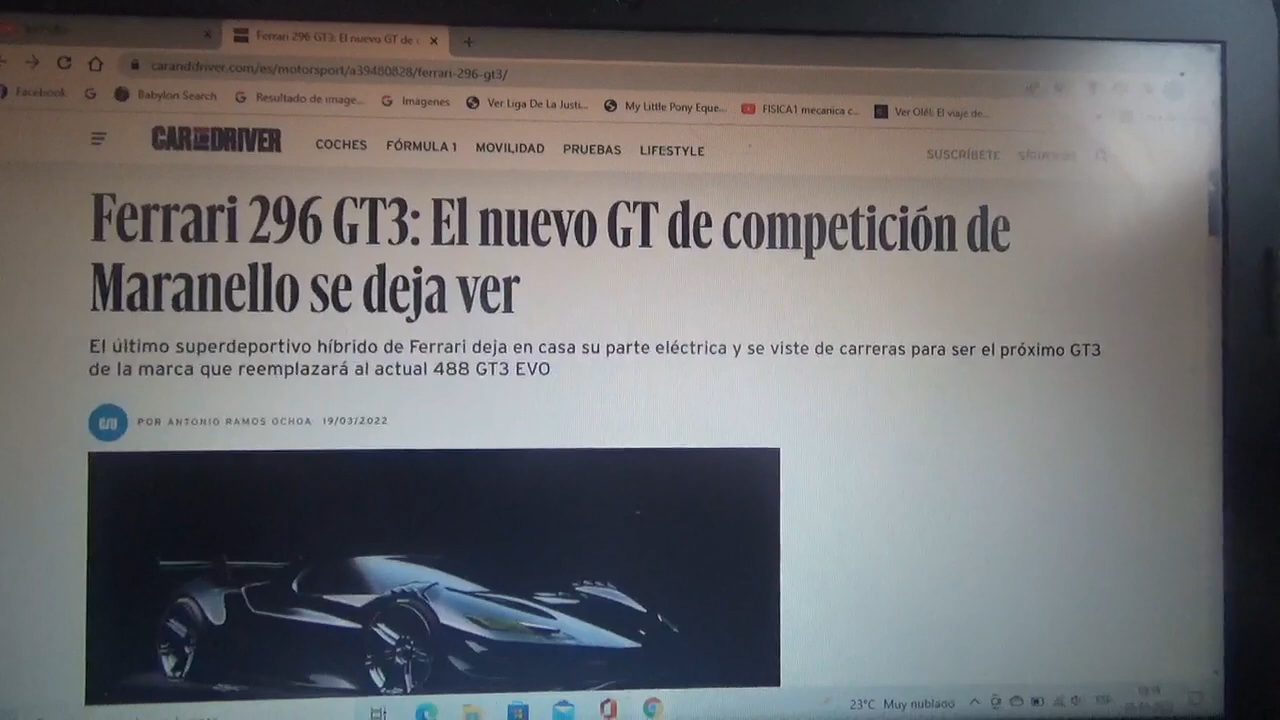 Ferrari 296 GT3: El nuevo GT de
caranddriver.com/es/motorsport/a39480828/ferrari-296-gt3/
Facebook Babylon Search Resultado de image... Imágenes Ver Liga De La Justi... My Little Pony Eque... FISICA1 mecanica c... Ver Olé!. El viaje de...
CAR AND DRIVER COCHES FÓRMULA 1 MOVILIDAD PRUEBAS LIFESTYLE SUSCRÍBETE
Ferrari 296 GT3: El nuevo GT de competición de
Maranello se deja ver
El último superdeportivo híbrido de Ferrari deja en casa su parte eléctrica y se viste de carreras para ser el próximo GT3
de la marca que reemplazará al actual 488 GT3 EVO
C/D POR ANTONIO RAMOS OCHOA 19/03/2022
23°C Muy nublado